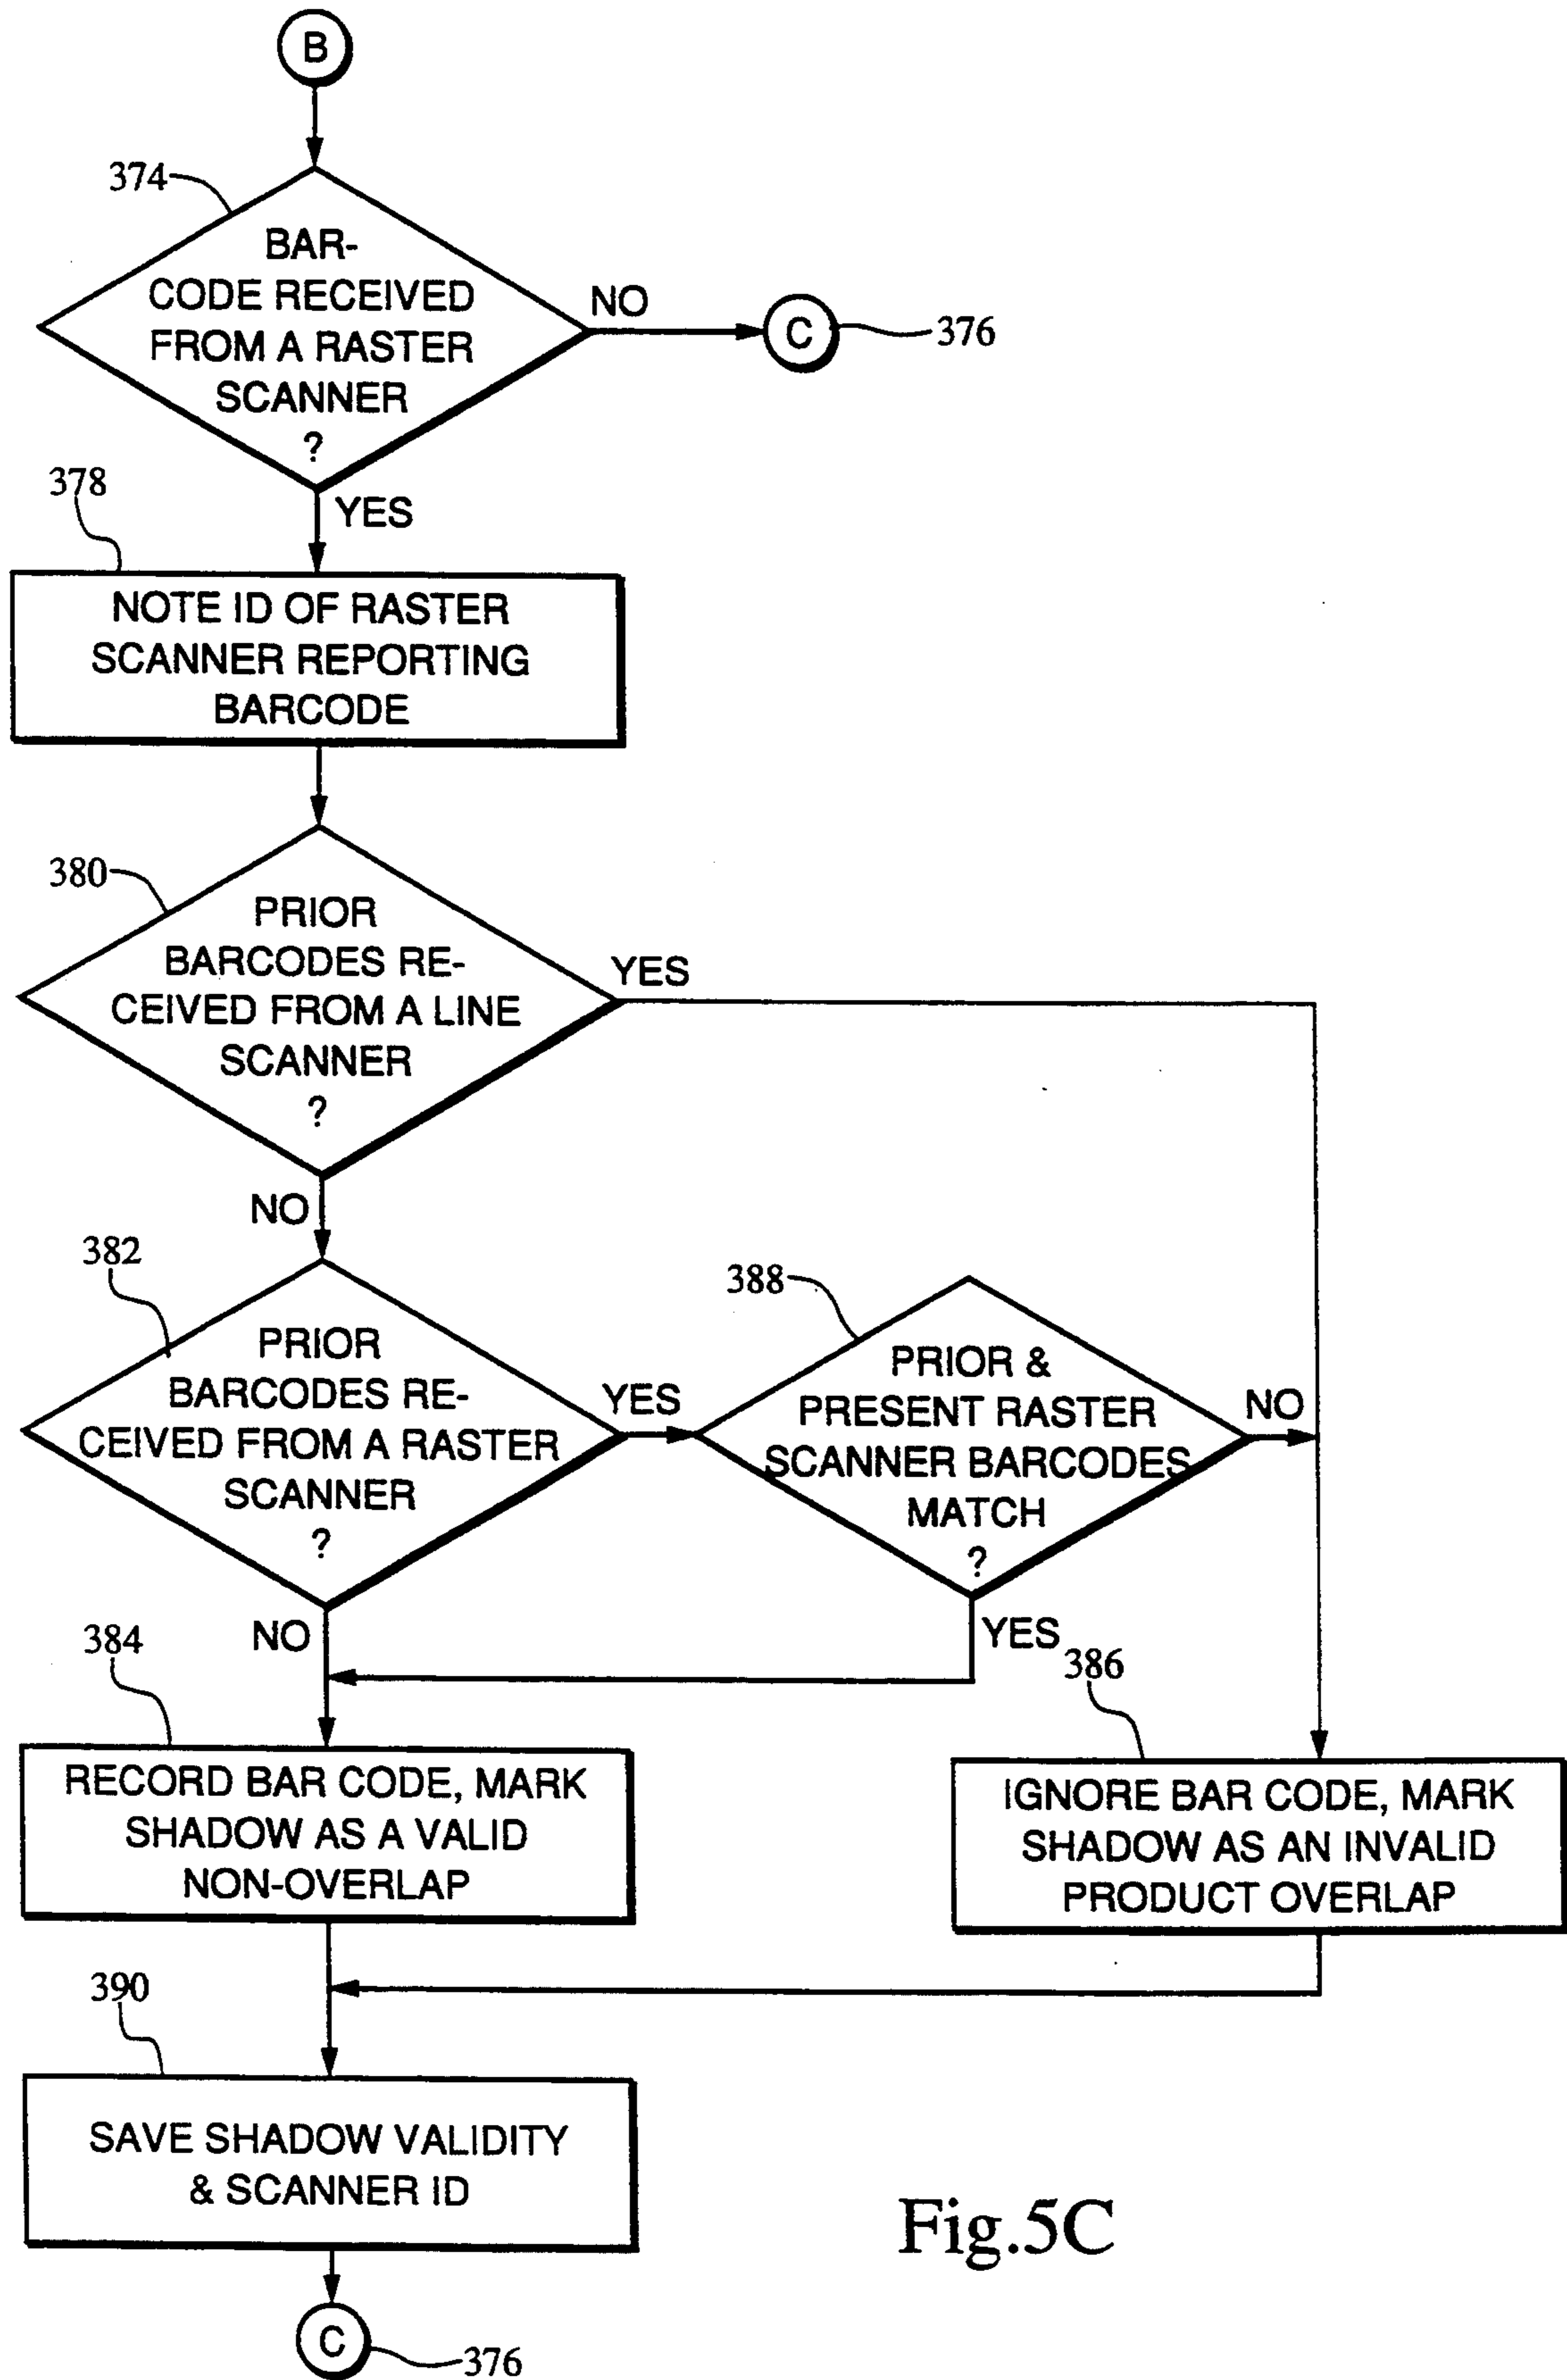 B
374
BAR-
CODE RECEIVED
FROM A RASTER
SCANNER
?
NO
C
376
YES
378
NOTE ID OF RASTER
SCANNER REPORTING
BARCODE
380
PRIOR
BARCODES RE-
CEIVED FROM A LINE
SCANNER
?
YES
NO
382
PRIOR
BARCODES RE-
CEIVED FROM A RASTER
SCANNER
?
YES
388
PRIOR &
PRESENT RASTER
SCANNER BARCODES
MATCH
?
NO
NO
YES
384
RECORD BAR CODE, MARK
SHADOW AS A VALID
NON-OVERLAP
386
IGNORE BAR CODE, MARK
SHADOW AS AN INVALID
PRODUCT OVERLAP
390
SAVE SHADOW VALIDITY
& SCANNER ID
C
376
Fig.5C